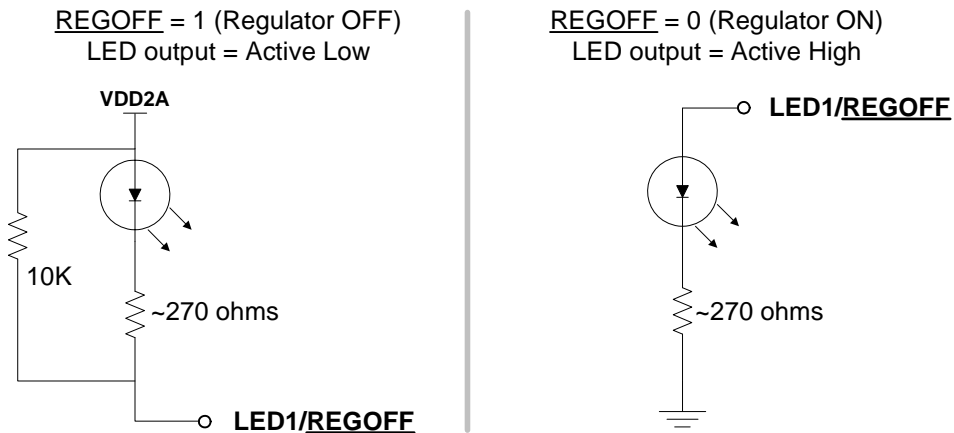 REGOFF = 1 (Regulator OFF)
LED output = Active Low
VDD2A
10K
~270 ohms
LED1/REGOFF
REGOFF = 0 (Regulator ON)
LED output = Active High
LED1/REGOFF
~270 ohms